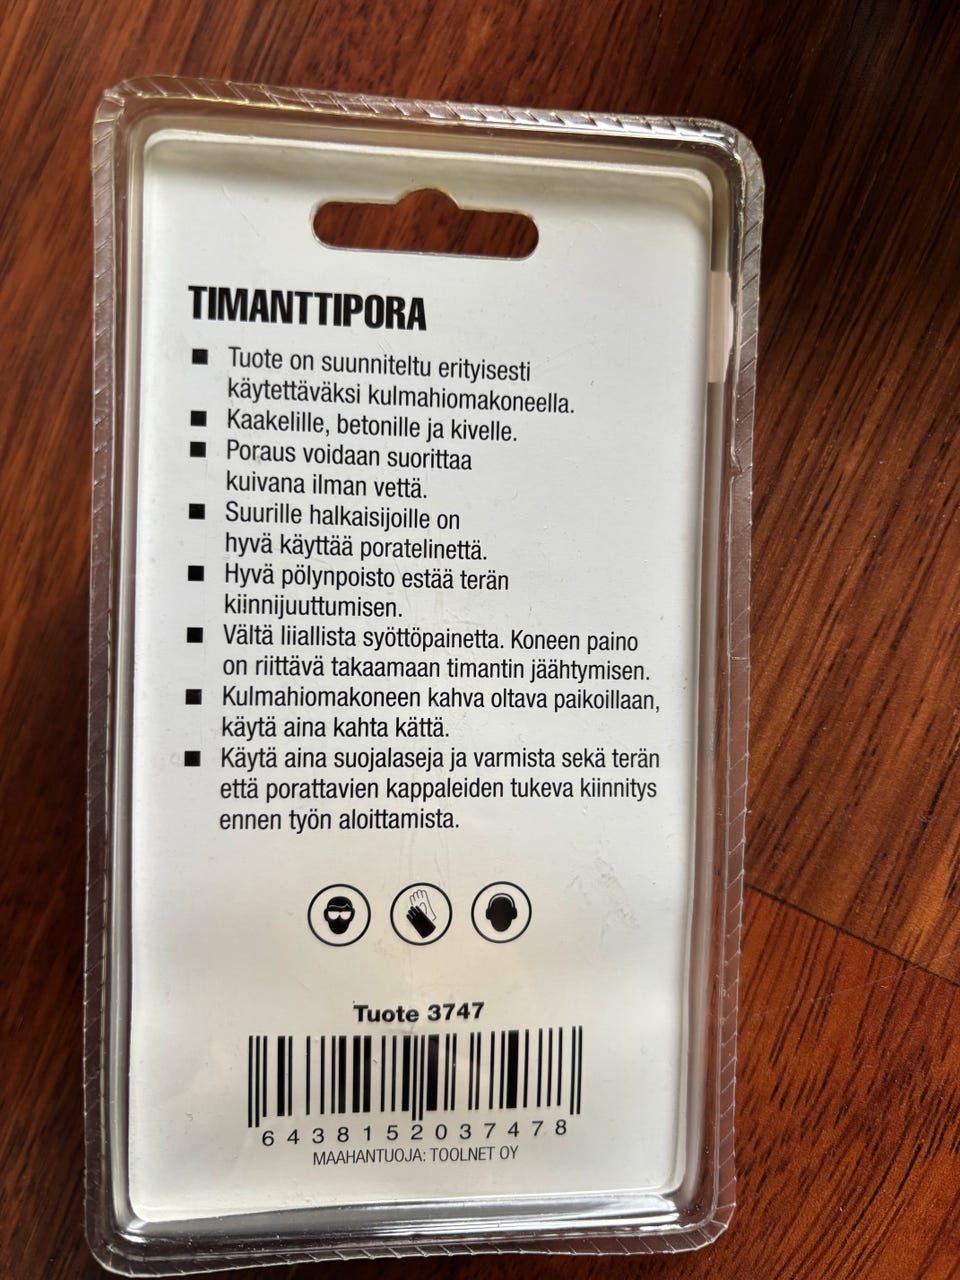 TIMANTTIPORA
■ Tuote on suunniteltu erityisesti
käytettäväksi kulmahiomakoneella.
■ Kaakelille, betonille ja kivelle.
■ Poraus voidaan suorittaa
kuivana ilman vettä.
■ Suurille halkaisijoille on
hyvä käyttää poratelinettä.
■ Hyvä pölynpoisto estää terän
kiinnijuuttumisen.
■ Vältä liiallista syöttöpainetta. Koneen paino
on riittävä takaamaan timantin jäähtymisen.
■ Kulmahiomakoneen kahva oltava paikoillaan,
käytä aina kahta kättä.
■ Käytä aina suojalaseja ja varmista sekä terän
että porattavien kappaleiden tukeva kiinnitys
ennen työn aloittamista.
Tuote 3747
6438152037478
MAAHANTUOJA: TOOLNET OY